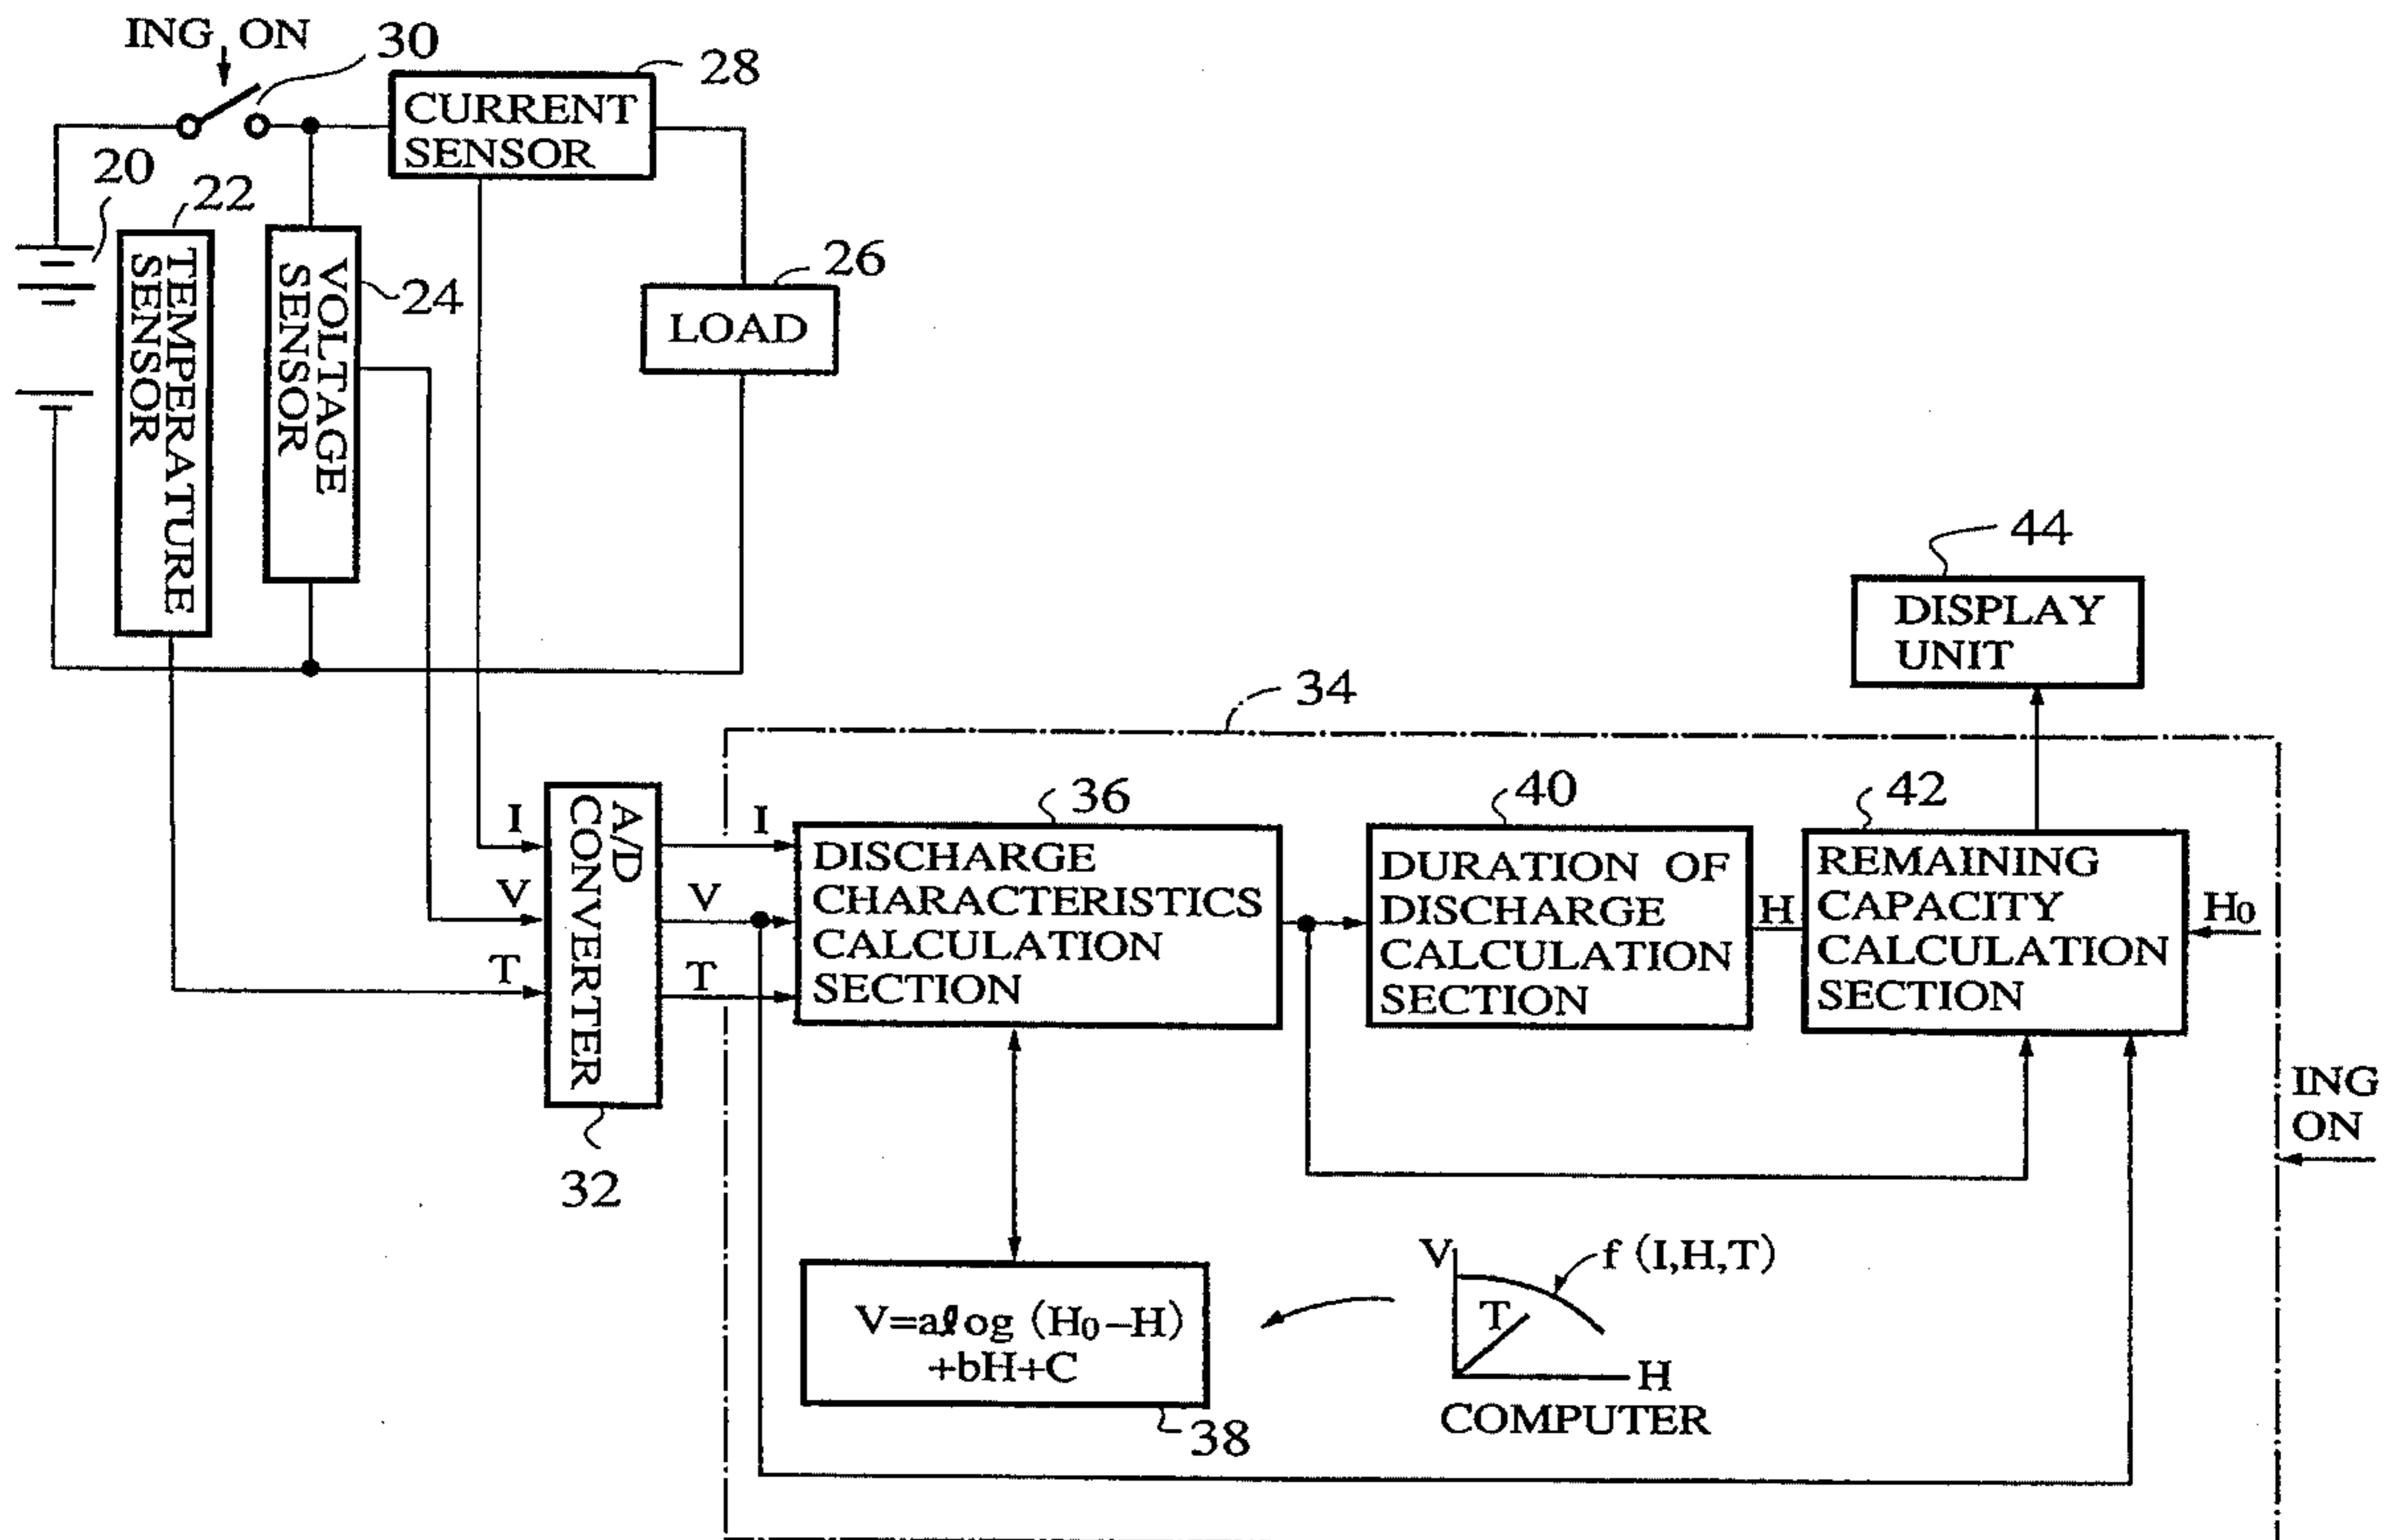 ING ON
30
28
CURRENT
SENSOR
20
22
TEMPERATURE
SENSOR
VOLTAGE
SENSOR
24
26
LOAD
44
DISPLAY
UNIT
34
36
40
42
I
V
T
A/D
CONVERTER
32
I
V
T
DISCHARGE
CHARACTERISTICS
CALCULATION
SECTION
DURATION OF
DISCHARGE
CALCULATION
SECTION
H
REMAINING
CAPACITY
CALCULATION
SECTION
H₀
ING
ON
V=aℓog (H₀–H)
+bH+C
38
V
f (I,H,T)
T
H
COMPUTER